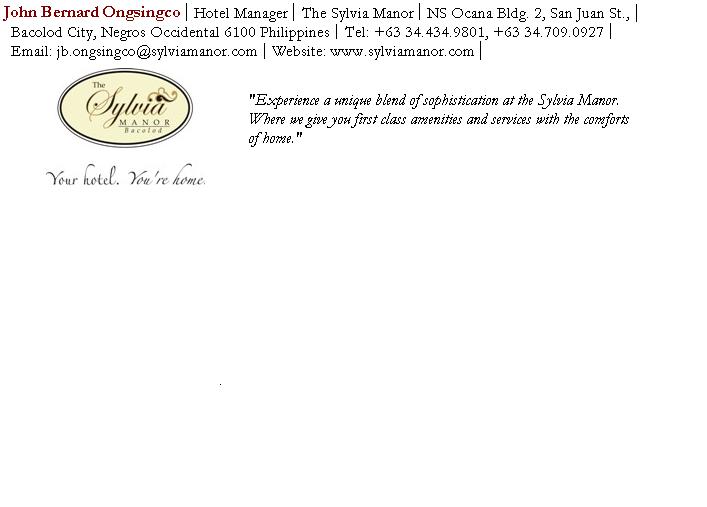 John Bernard Ongsingco | Hotel Manager | The Sylvia Manor | NS Ocana Bldg. 2, San Juan St., |
Bacolod City, Negros Occidental 6100 Philippines | Tel: +63 34.434.9801, +63 34.709.0927 |
Email: jb.ongsingco@sylviamanor.com | Website: www.sylviamanor.com |
The
Sylvia
MANOR
Bacolod
"Experience a unique blend of sophistication at the Sylvia Manor.
Where we give you first class amenities and services with the comforts
of home."
Your hotel. You're home.